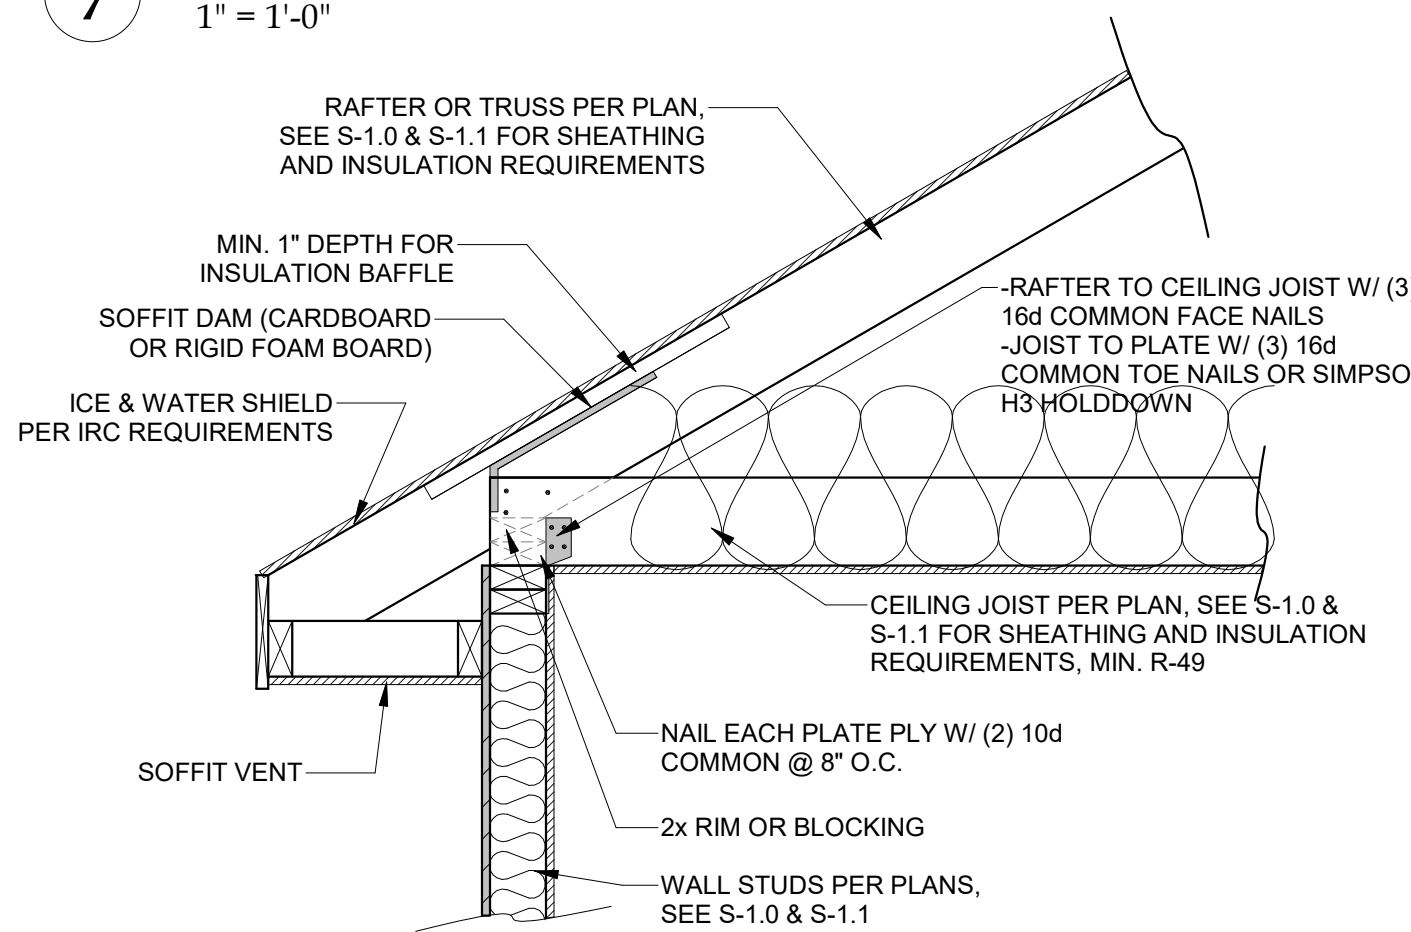 7
1" = 1'-0"
RAFTER OR TRUSS PER PLAN,
SEE S-1.0 & S-1.1 FOR SHEATHING
AND INSULATION REQUIREMENTS
MIN. 1" DEPTH FOR
INSULATION BAFFLE
SOFFIT DAM (CARDBOARD
OR RIGID FOAM BOARD)
ICE & WATER SHIELD
PER IRC REQUIREMENTS
-RAFTER TO CEILING JOIST W/ (3)
16d COMMON FACE NAILS
-JOIST TO PLATE W/ (3) 16d
COMMON TOE NAILS OR SIMPSO
H3 HOLDDOWN
CEILING JOIST PER PLAN, SEE S-1.0 &
S-1.1 FOR SHEATHING AND INSULATION
REQUIREMENTS, MIN. R-49
NAIL EACH PLATE PLY W/ (2) 10d
COMMON @ 8" O.C.
SOFFIT VENT
2x RIM OR BLOCKING
WALL STUDS PER PLANS,
SEE S-1.0 & S-1.1